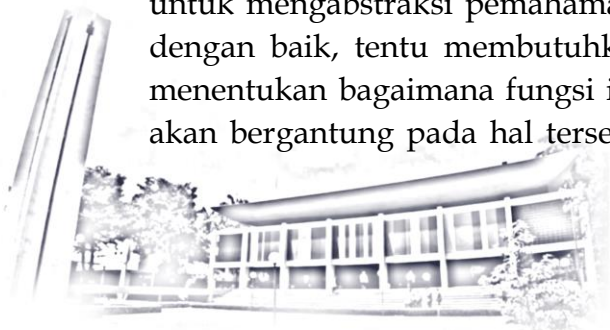 untuk mengabstraksi pemahama
dengan baik, tentu membutuhk
menentukan bagaimana fungsi i
akan bergantung pada hal terse